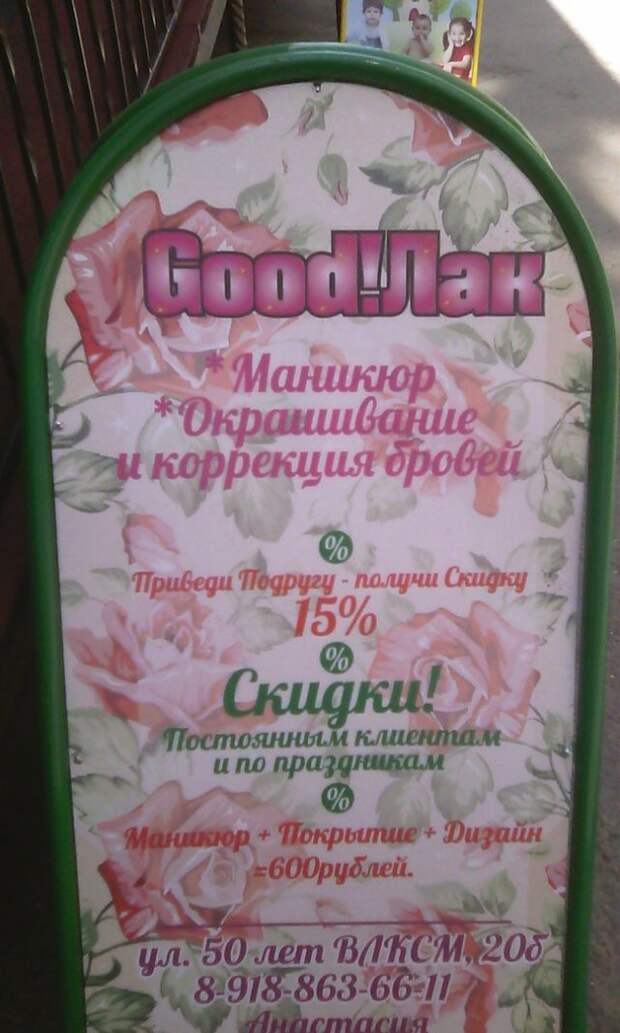 Good!Лак
*Маникюр
*Окрашивание
и коррекция бровей
%
Приведи Подругу - получи Скидку
15%
%
Скидки!
Постоянным клиентам
и по праздникам
%
Маникюр + Покрытие + Дизайн
=600рублей.
ул. 50 лет ВЛКСМ, 20б
8-918-863-66-11
Анастасия